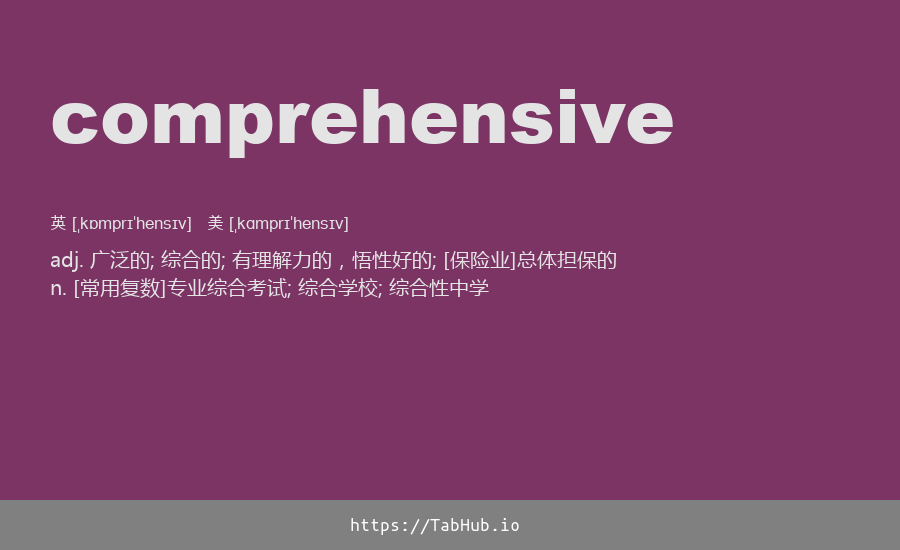 comprehensive
英 [ˌkɒmprɪˈhensɪv] 美 [ˌkɑmprɪˈhensɪv]
adj. 广泛的; 综合的; 有理解力的，悟性好的; [保险业]总体担保的
n. [常用复数]专业综合考试; 综合学校; 综合性中学
https://TabHub.io